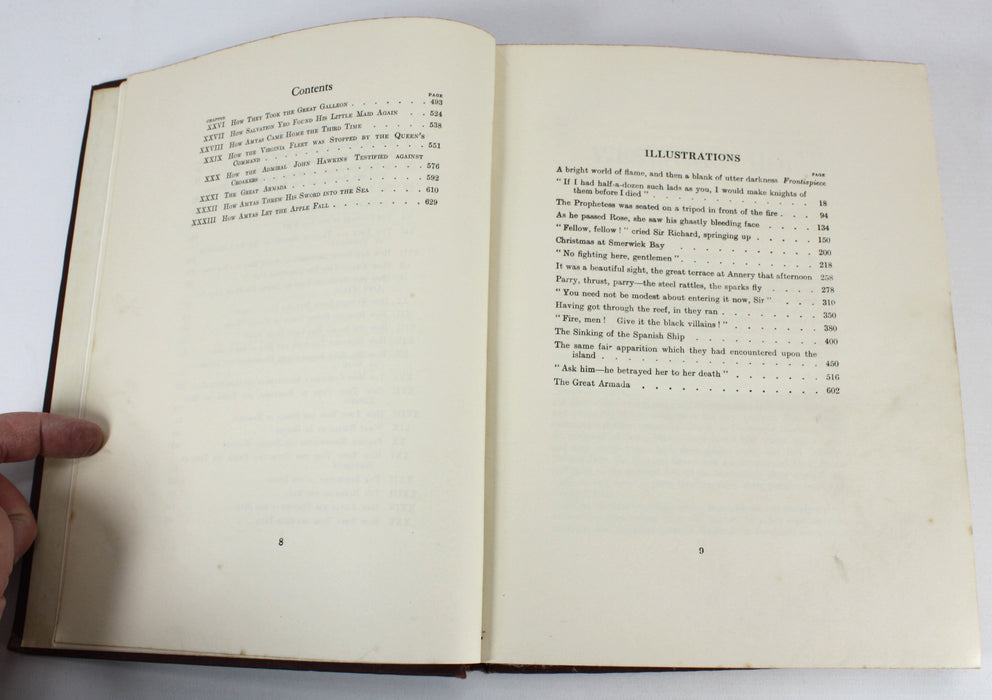 Contents
CHAPTER PAGE
XXVI How They Took the Great Galleon . . . . . . . 493
XXVII How Salvation Yeo Found His Little Maid Again . . 524
XXVIII How Amyas Came Home the Third Time . . . . . 538
XXIX How the Virginia Fleet was Stopped by the Queen's
Command . . . . . . . . . . . . . 551
XXX How the Admiral John Hawkins Testified against
Croakers . . . . . . . . . . . . . 576
XXXI The Great Armada . . . . . . . . . . 592
XXXII How Amyas Threw His Sword into the Sea . . . . 610
XXXIII How Amyas Let the Apple Fall . . . . . . . 629
8
ILLUSTRATIONS
PAGE
A bright world of flame, and then a blank of utter darkness Frontispiece
" If I had half-a-dozen such lads as you, I would make knights of
them before I died " . . . . . . . . . . 18
The Prophetess was seated on a tripod in front of the fire . . . 94
As he passed Rose, she saw his ghastly bleeding face . . . . 134
" Fellow, fellow ! " cried Sir Richard, springing up . . . . . 150
Christmas at Smerwick Bay . . . . . . . . . 200
" No fighting here, gentlemen " . . . . . . . . . 218
It was a beautiful sight, the great terrace at Annery that afternoon 258
Parry, thrust, parry—the steel rattles, the sparks fly . . . . 278
" You need not be modest about entering it now, Sir " . . . . 310
Having got through the reef, in they ran . . . . . . . 350
" Fire, men ! Give it the black villains ! " . . . . . . . 380
The Sinking of the Spanish Ship . . . . . . . . 400
The same fair apparition which they had encountered upon the
island . . . . . . . . . . . . . 450
" Ask him—he betrayed her to her death " . . . . . . . 516
The Great Armada . . . . . . . . . . . 602
9